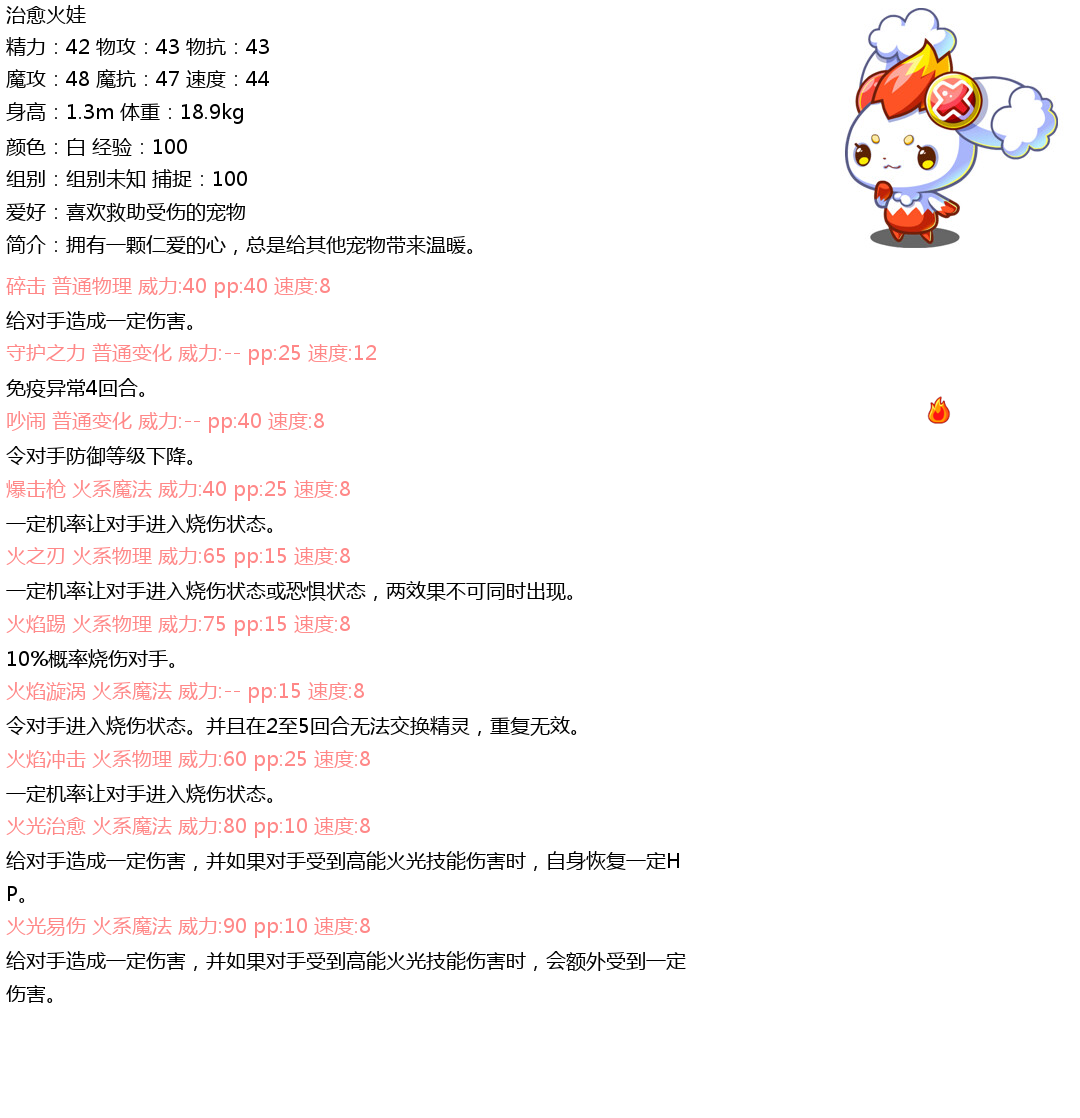 治愈火娃
精力：42 物攻：43 物抗：43
魔攻：48 魔抗：47 速度：44
身高：1.3m 体重：18.9kg
颜色：白 经验：100
组别：组别未知 捕捉：100
爱好：喜欢救助受伤的宠物
简介：拥有一颗仁爱的心，总是给其他宠物带来温暖。
碎击 普通物理 威力:40 pp:40 速度:8
给对手造成一定伤害。
守护之力 普通变化 威力:-- pp:25 速度:12
免疫异常4回合。
吵闹 普通变化 威力:-- pp:40 速度:8
令对手防御等级下降。
爆击枪 火系魔法 威力:40 pp:25 速度:8
一定机率让对手进入烧伤状态。
火之刃 火系物理 威力:65 pp:15 速度:8
一定机率让对手进入烧伤状态或恐惧状态，两效果不可同时出现。
火焰踢 火系物理 威力:75 pp:15 速度:8
10%概率烧伤对手。
火焰漩涡 火系魔法 威力:-- pp:15 速度:8
令对手进入烧伤状态。并且在2至5回合无法交换精灵，重复无效。
火焰冲击 火系物理 威力:60 pp:25 速度:8
一定机率让对手进入烧伤状态。
火光治愈 火系魔法 威力:80 pp:10 速度:8
给对手造成一定伤害，并如果对手受到高能火光技能伤害时，自身恢复一定H
P。
火光易伤 火系魔法 威力:90 pp:10 速度:8
给对手造成一定伤害，并如果对手受到高能火光技能伤害时，会额外受到一定
伤害。